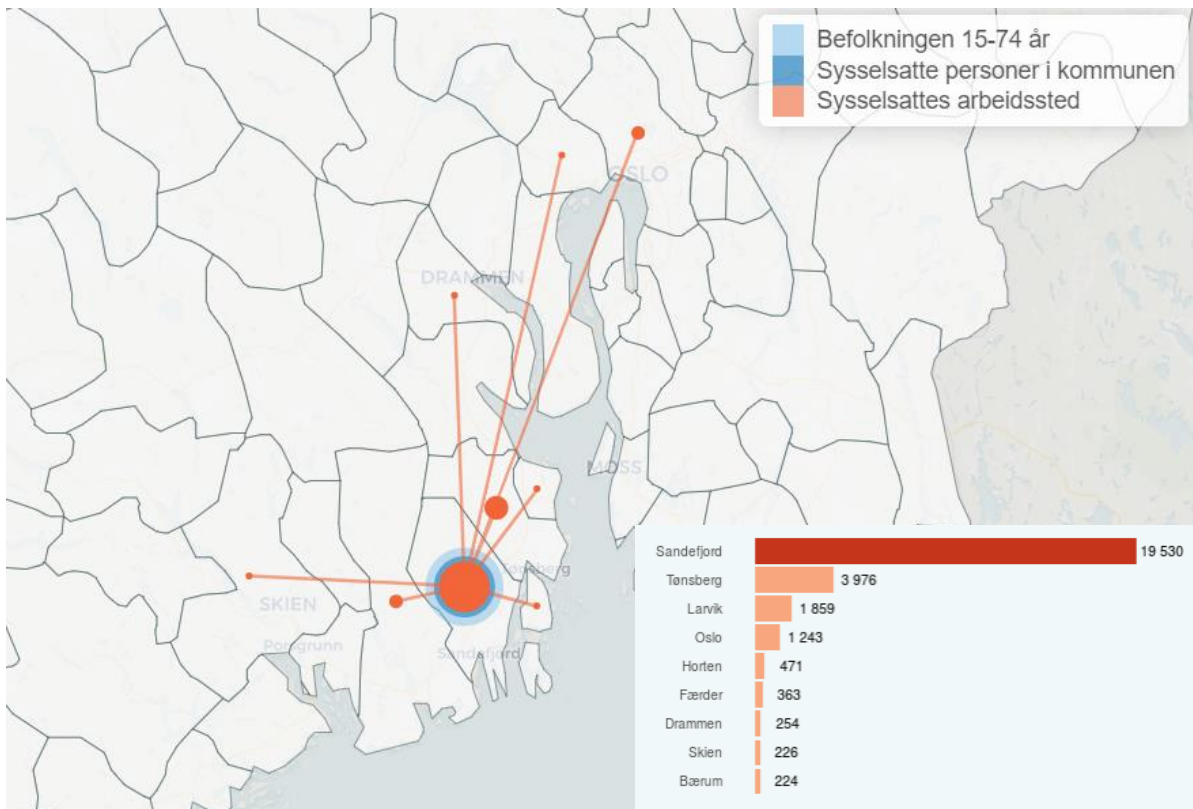 Befolkningen 15-74 år
Sysselsatte personer i kommunen
Sysselsattes arbeidssted
OSLO
DRAMMEN
MOSS
Tønsberg
SKIEN
Porsgrunn
Sandefjord
Sandefjord 19 530
Tønsberg 3 976
Larvik 1 859
Oslo 1 243
Horten 471
Færder 363
Drammen 254
Skien 226
Bærum 224